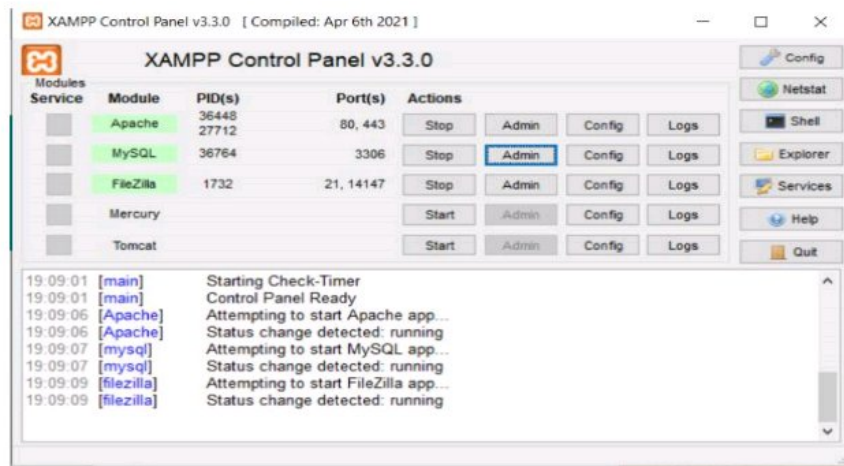 XAMPP Control Panel v3.3.0 [ Compiled: Apr 6th 2021 ]
XAMPP Control Panel v3.3.0
Config
Modules
Service Module PID(s) Port(s) Actions
Netstat
Apache 36448 27712 80, 443 Stop Admin Config Logs
Shell
MySQL 36764 3306 Stop Admin Config Logs
Explorer
FileZilla 1732 21, 14147 Stop Admin Config Logs
Services
Mercury Start Admin Config Logs
Help
Tomcat Start Admin Config Logs
Quit
19:09:01 [main] Starting Check-Timer
19:09:01 [main] Control Panel Ready
19:09:06 [Apache] Attempting to start Apache app...
19:09:06 [Apache] Status change detected: running
19:09:07 [mysql] Attempting to start MySQL app...
19:09:07 [mysql] Status change detected: running
19:09:09 [filezilla] Attempting to start FileZilla app...
19:09:09 [filezilla] Status change detected: running